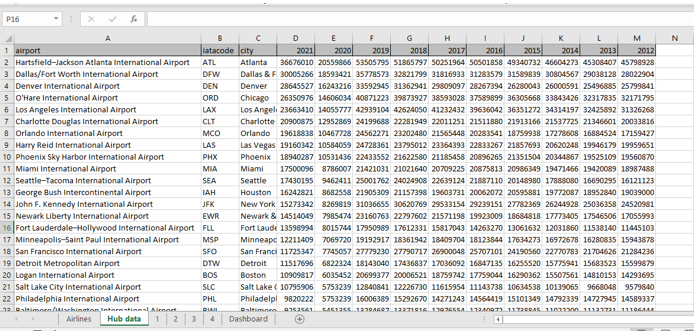 P16 fx
A B C D E F G H I J K L M N
1 airport iatacode city 2021 2020 2019 2018 2017 2016 2015 2014 2013 2012
2 Hartsfield–Jackson Atlanta International Airport ATL Atlanta 36676010 20559866 53505795 51865797 50251964 50501858 49340732 46604273 45308407 45798928
3 Dallas/Fort Worth International Airport DFW Dallas & F 30005266 18593421 35778573 32821799 31816933 31283579 31589839 30804567 29038128 28022904
4 Denver International Airport DEN Denver 28645527 16243216 33592945 31362941 29809097 28267394 26280043 26000591 25496885 25799841
5 O'Hare International Airport ORD Chicago 26350976 14606034 40871223 39873927 38593028 37589899 36305668 33843426 32317835 32171795
6 Los Angeles International Airport LAX Los Angel 23663410 14055777 42939104 42624050 41232432 39636042 36351272 34314197 32425892 31326268
7 Charlotte Douglas International Airport CLT Charlotte 20900875 12952869 24199688 22281949 22011251 21511880 21913166 21537725 21346601 20033816
8 Orlando International Airport MCO Orlando 19618838 10467728 24562271 23202480 21565448 20283541 18759938 17278608 16884524 17159427
9 Harry Reid International Airport LAS Las Vegas 19160342 10584059 24728361 23795012 23364393 22833267 21857693 20620248 19946179 19959651
10 Phoenix Sky Harbor International Airport PHX Phoenix 18940287 10531436 22433552 21622580 21185458 20896265 21351504 20344867 19525109 19560870
11 Miami International Airport MIA Miami 17500096 8786007 21421031 21021640 20709225 20875813 20986349 19471466 19420089 18987488
12 Seattle–Tacoma International Airport SEA Seattle 17430195 9462411 25001762 24024908 22639124 21887110 20148980 17888080 16690295 16121123
13 George Bush Intercontinental Airport IAH Houston 16242821 8682558 21905309 21157398 19603731 20062072 20595881 19772087 18952840 19039000
14 John F. Kennedy International Airport JFK New York 15273342 8269819 31036655 30620769 29533154 29239151 27782369 26244928 25036358 24520981
15 Newark Liberty International Airport EWR Newark & 14514049 7985474 23160763 22797602 21571198 19923009 18684818 17773405 17546506 17055993
16 Fort Lauderdale–Hollywood International Airport FLL Fort Laude 13598994 8015744 17950989 17612331 15817043 14263270 13061632 12031860 11538140 11445103
17 Minneapolis–Saint Paul International Airport MSP Minneapo 12211409 7069720 19192917 18361942 18409704 18123844 17634273 16972678 16280835 15943878
18 San Francisco International Airport SFO San Franci 11725347 7745057 27779230 27790717 26900048 25707101 24190560 22770783 21704626 21284236
19 Detroit Metropolitan Airport DTW Detroit 11517696 6822324 18143040 17436837 17036092 16847135 16255520 15775941 15683523 15599879
20 Logan International Airport BOS Boston 10909817 6035452 20699377 20006521 18759742 17759044 16290362 15507561 14810153 14293695
21 Salt Lake City International Airport SLC Salt Lake C 10795906 5753239 12840841 12226730 11615954 11143738 10634538 10139065 9668048 9579840
22 Philadelphia International Airport PHL Philadelpl 9820222 5753239 16006389 15292670 14271243 14564419 15101349 14792339 14727945 14589337
Airlines Hub data 1 2 3 4 Dashboard